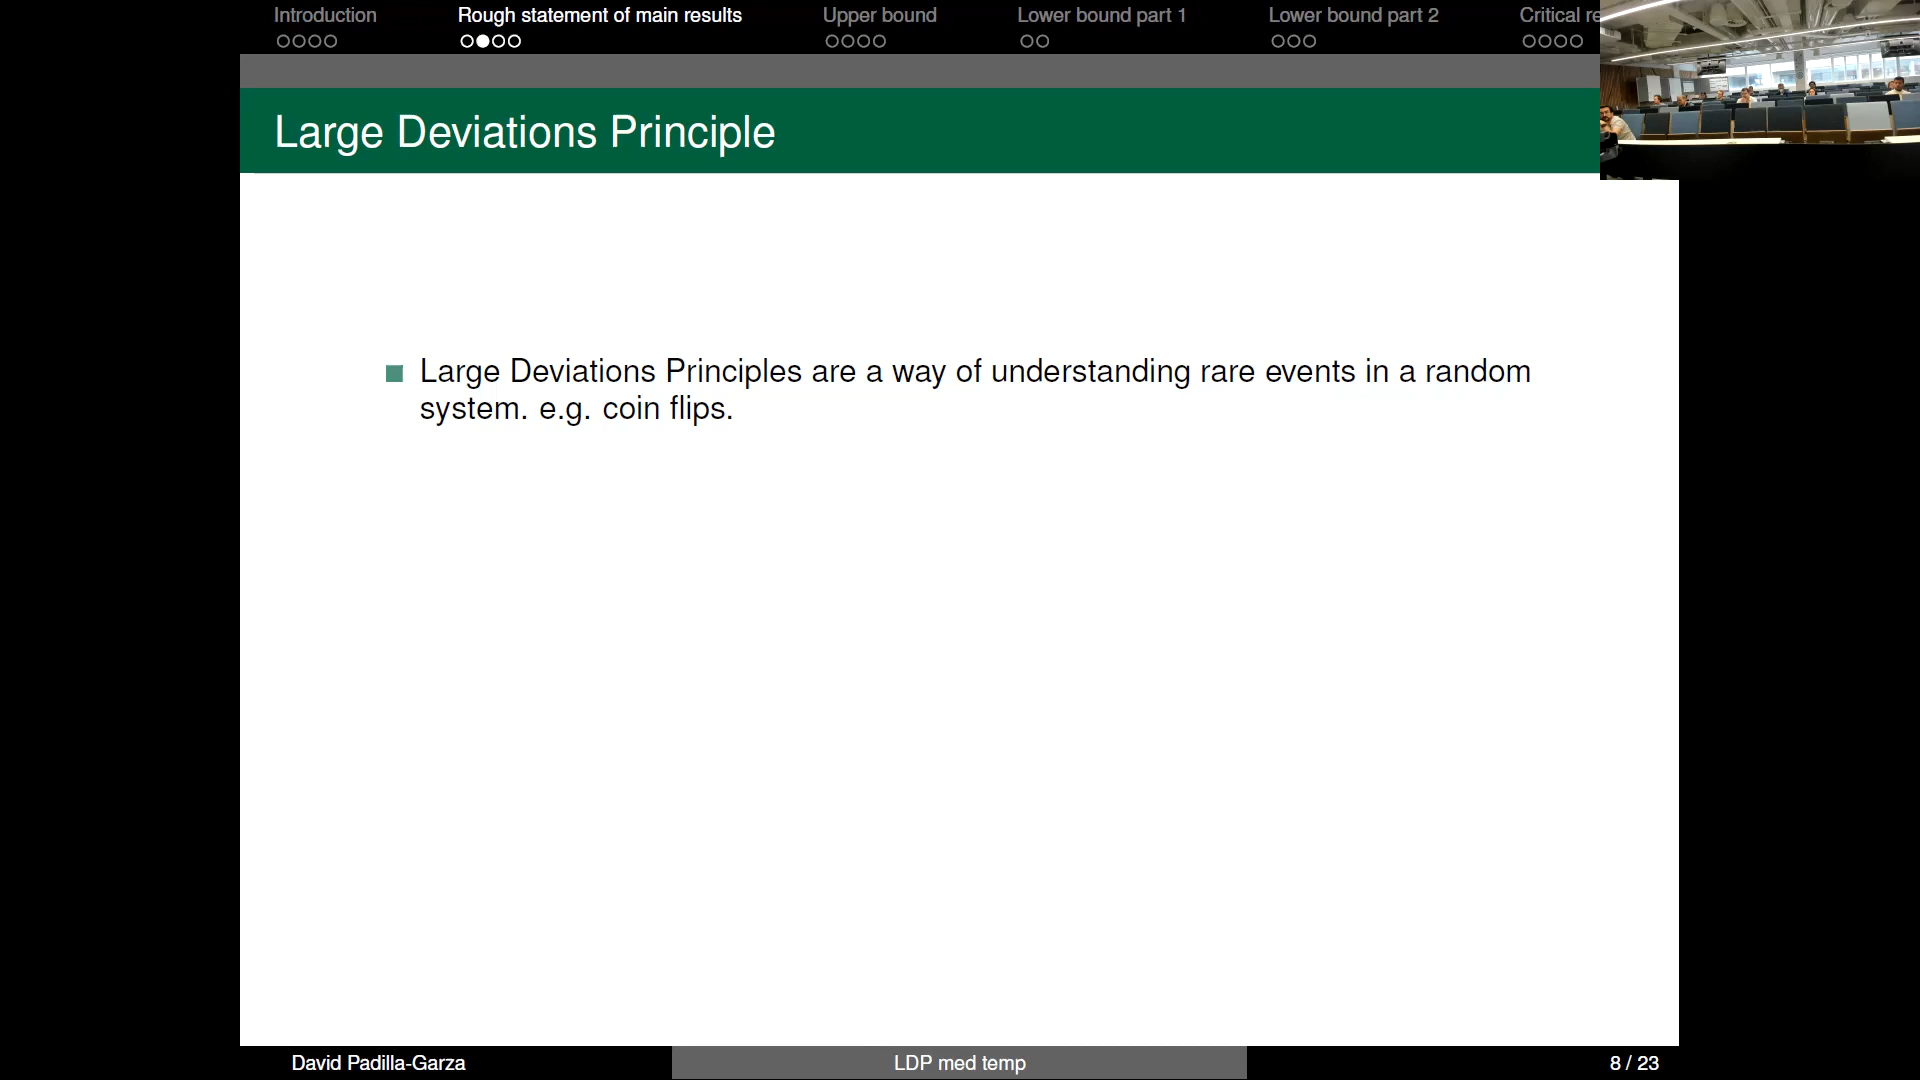 Introduction
Rough statement of main results
Upper bound
Lower bound part 1
Lower bound part 2
Critical re
Large Deviations Principle
Large Deviations Principles are a way of understanding rare events in a random
system. e.g. coin flips.
David Padilla-Garza
LDP med temp
8 / 23